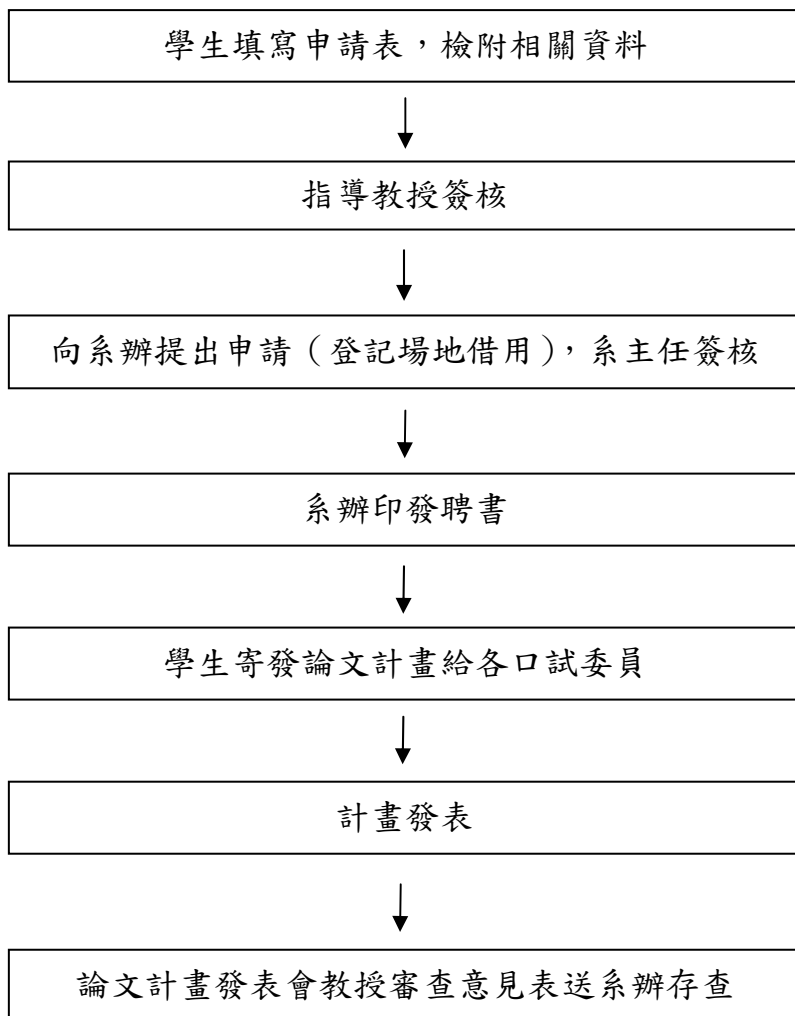 學生填寫申請表，檢附相關資料
指導教授簽核
向系辦提出申請（登記場地借用），系主任簽核
系辦印發聘書
學生寄發論文計畫給各口試委員
計畫發表
論文計畫發表會教授審查意見表送系辦存查